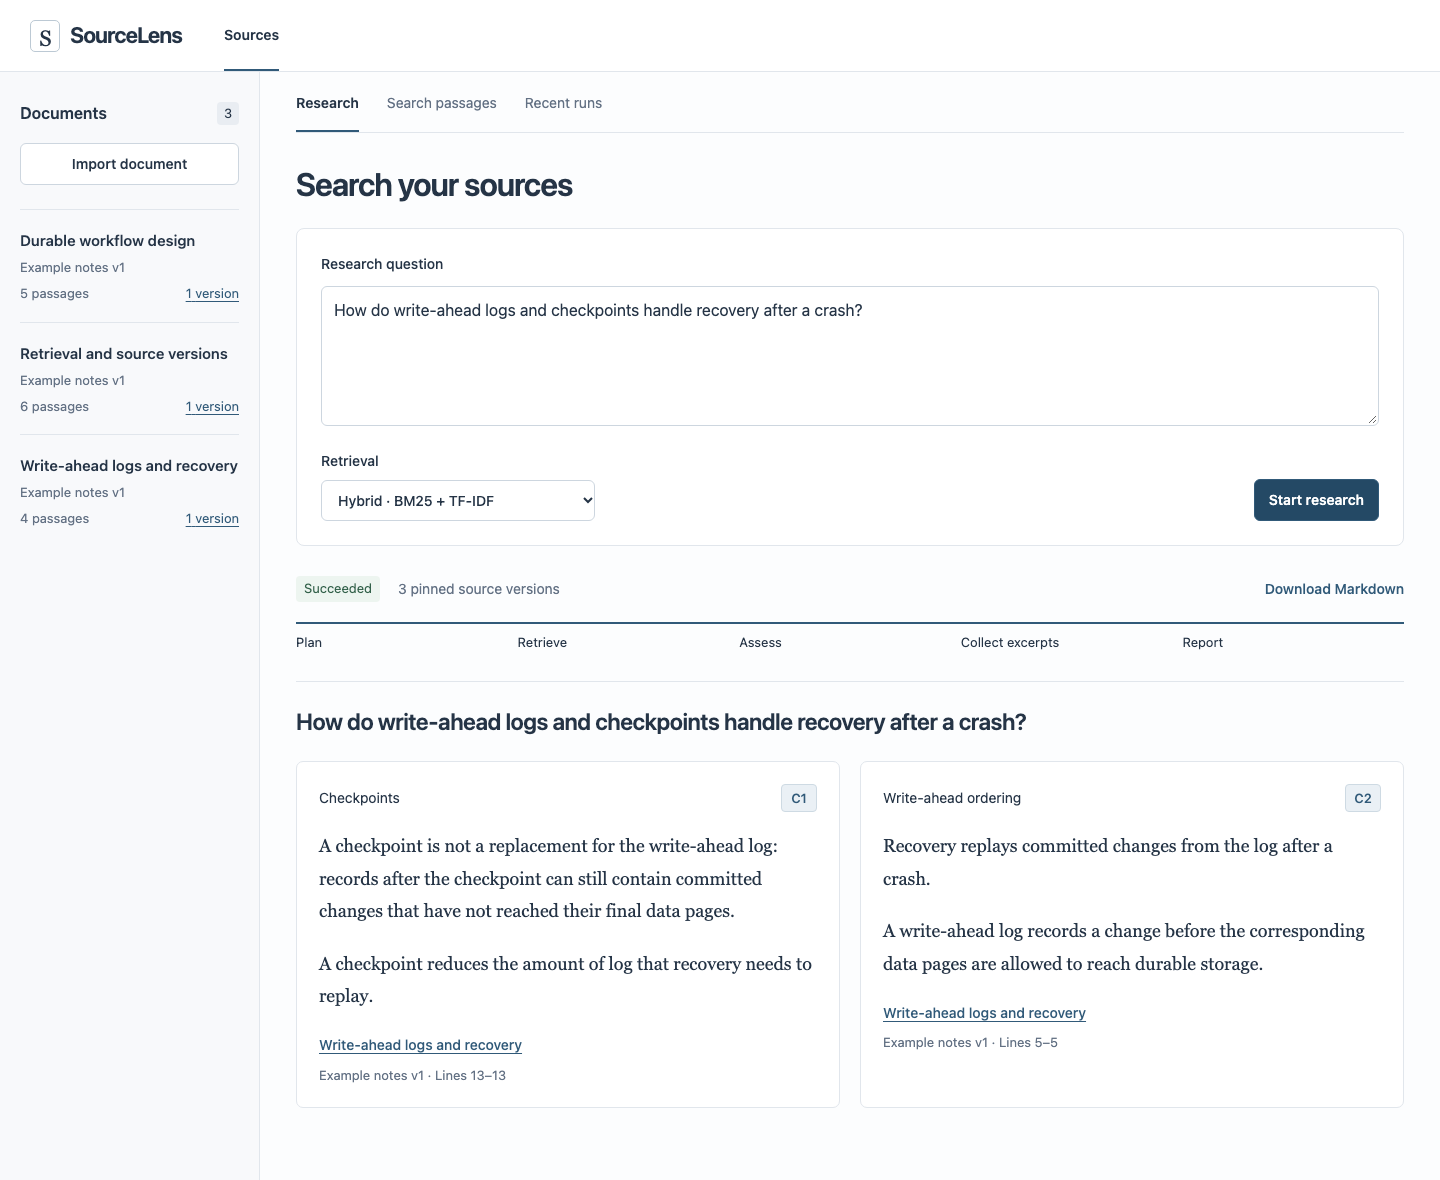 S SourceLens Sources
Documents 3
Import document
Durable workflow design
Example notes v1
5 passages 1 version
Retrieval and source versions
Example notes v1
6 passages 1 version
Write-ahead logs and recovery
Example notes v1
4 passages 1 version
Research Search passages Recent runs
Search your sources
Research question
How do write-ahead logs and checkpoints handle recovery after a crash?
Retrieval
Hybrid · BM25 + TF-IDF
Start research
Succeeded 3 pinned source versions Download Markdown
Plan Retrieve Assess Collect excerpts Report
How do write-ahead logs and checkpoints handle recovery after a crash?
Checkpoints C1
A checkpoint is not a replacement for the write-ahead log:
records after the checkpoint can still contain committed
changes that have not reached their final data pages.
A checkpoint reduces the amount of log that recovery needs to
replay.
Write-ahead logs and recovery
Example notes v1 · Lines 13–13
Write-ahead ordering C2
Recovery replays committed changes from the log after a
crash.
A write-ahead log records a change before the corresponding
data pages are allowed to reach durable storage.
Write-ahead logs and recovery
Example notes v1 · Lines 5–5